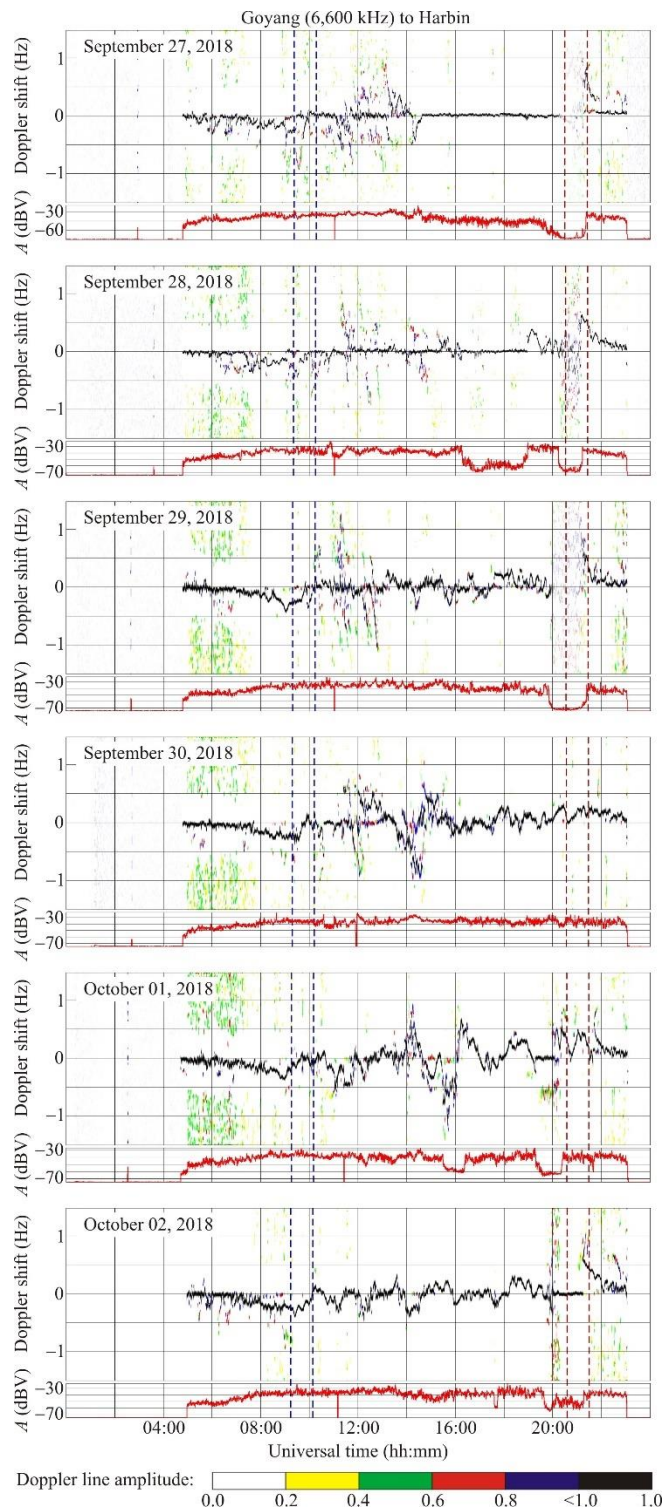 Goyang (6,600 kHz) to Harbin
September 27, 2018
Doppler shift (Hz)
1
0
−1
A (dBV)
−30
−60
September 28, 2018
Doppler shift (Hz)
1
0
−1
A (dBV)
−30
−70
September 29, 2018
Doppler shift (Hz)
1
0
−1
A (dBV)
−30
−70
September 30, 2018
Doppler shift (Hz)
1
0
−1
A (dBV)
−30
−70
October 01, 2018
Doppler shift (Hz)
1
0
−1
A (dBV)
−30
−70
October 02, 2018
Doppler shift (Hz)
1
0
−1
A (dBV)
−30
−70
04:00 08:00 12:00 16:00 20:00
Universal time (hh:mm)
Doppler line amplitude:
0.0 0.2 0.4 0.6 0.8 <1.0 1.0